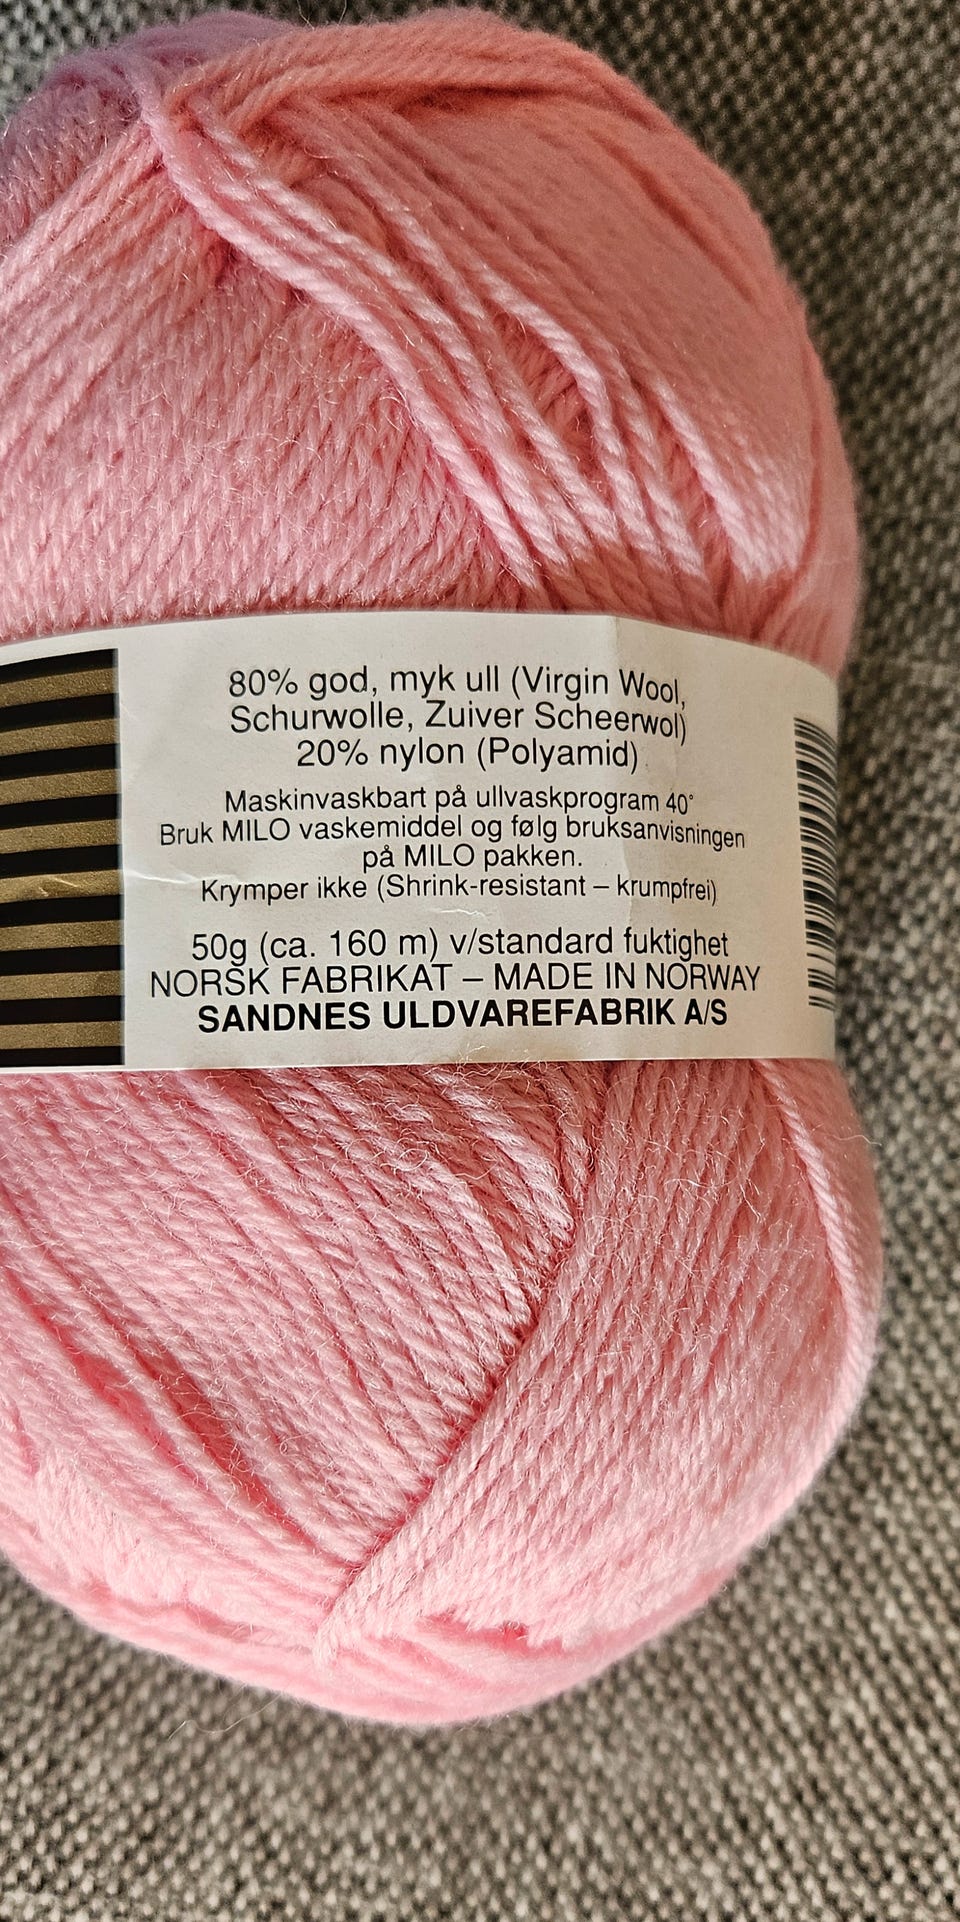 80% god, myk ull (Virgin Wool,
Schurwolle, Zuiver Scheerwol)
20% nylon (Polyamid)
Maskinvaskbart på ullvaskprogram 40°
Bruk MILO vaskemiddel og følg bruksanvisningen
på MILO pakken.
Krymper ikke (Shrink-resistant – krumpfrei)
50g (ca. 160 m) v/standard fuktighet
NORSK FABRIKAT – MADE IN NORWAY
SANDNES ULDVAREFABRIK A/S